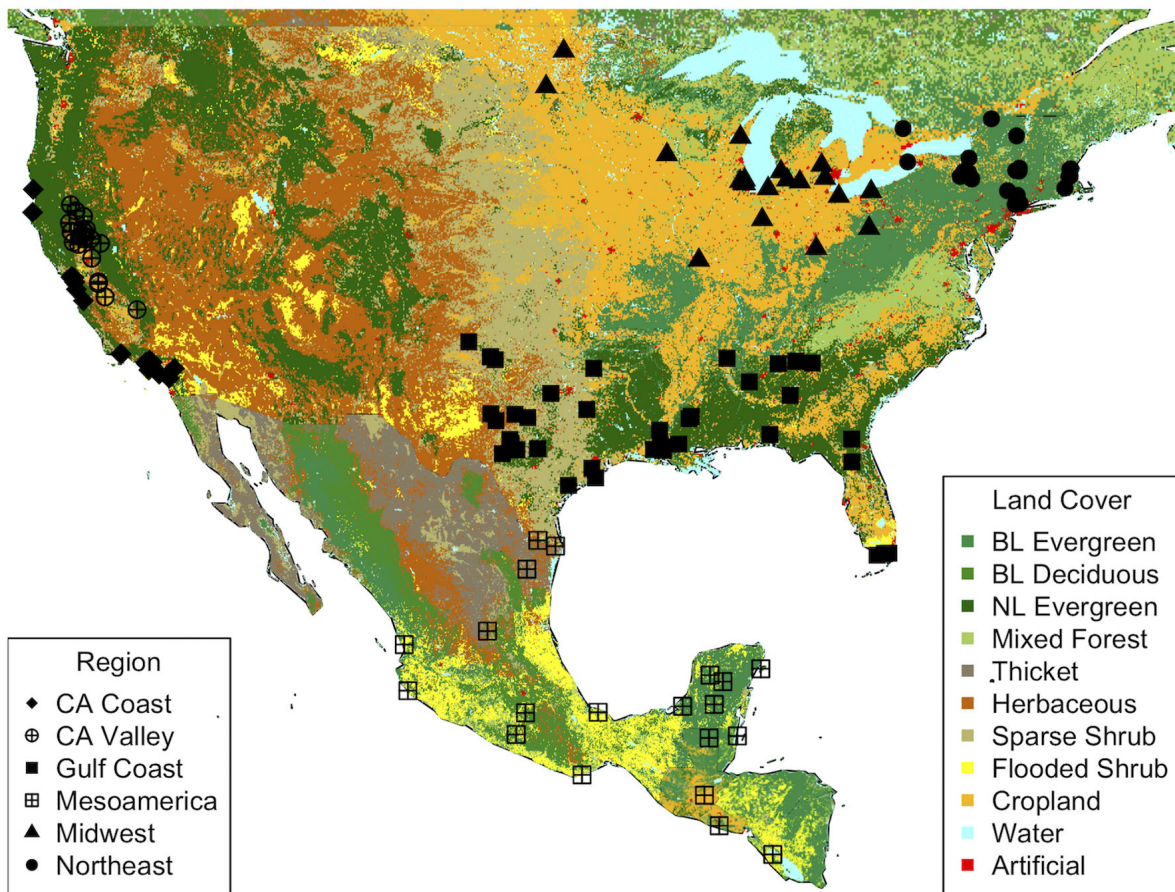 Region
CA Coast
CA Valley
Gulf Coast
Mesoamerica
Midwest
Northeast
Land Cover
BL Evergreen
BL Deciduous
NL Evergreen
Mixed Forest
Thicket
Herbaceous
Sparse Shrub
Flooded Shrub
Cropland
Water
Artificial